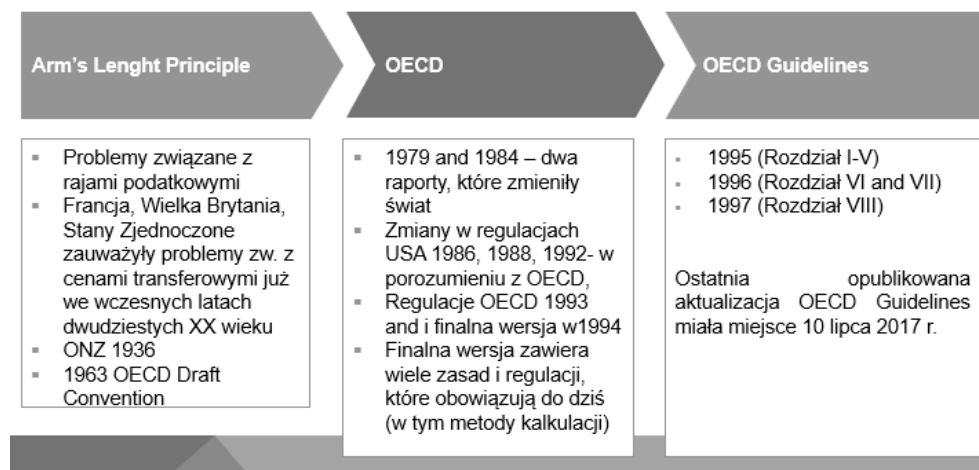 Arm's Lenght Principle
▪ Problemy związane z
rajami podatkowymi
▪ Francja, Wielka Brytania,
Stany Zjednoczone
zauważyły problemy zw. z
cenami transferowymi już
we wczesnych latach
dwudziestych XX wieku
▪ ONZ 1936
▪ 1963 OECD Draft
Convention
OECD
▪ 1979 and 1984 – dwa
raporty, które zmieniły
świat
▪ Zmiany w regulacjach
USA 1986, 1988, 1992- w
porozumieniu z OECD,
▪ Regulacje OECD 1993
and i finalna wersja w1994
▪ Finalna wersja zawiera
wiele zasad i regulacji,
które obowiązują do dziś
(w tym metody kalkulacji)
OECD Guidelines
▪ 1995 (Rozdział I-V)
▪ 1996 (Rozdział VI and VII)
▪ 1997 (Rozdział VIII)
Ostatnia opublikowana
aktualizacja OECD Guidelines
miała miejsce 10 lipca 2017 r.